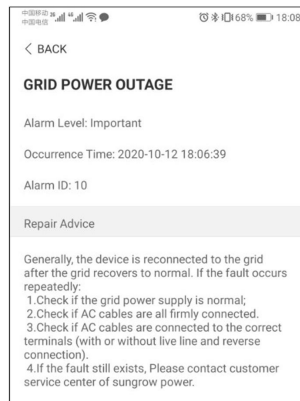 中国移动 26 46
中国电信
68% 18:08
BACK
GRID POWER OUTAGE
Alarm Level: Important
Occurrence Time: 2020-10-12 18:06:39
Alarm ID: 10
Repair Advice
Generally, the device is reconnected to the grid
after the grid recovers to normal. If the fault occurs
repeatedly:
1.Check if the grid power supply is normal;
2.Check if AC cables are all firmly connected.
3.Check if AC cables are connected to the correct
terminals (with or without live line and reverse
connection).
4.If the fault still exists, Please contact customer
service center of sungrow power.